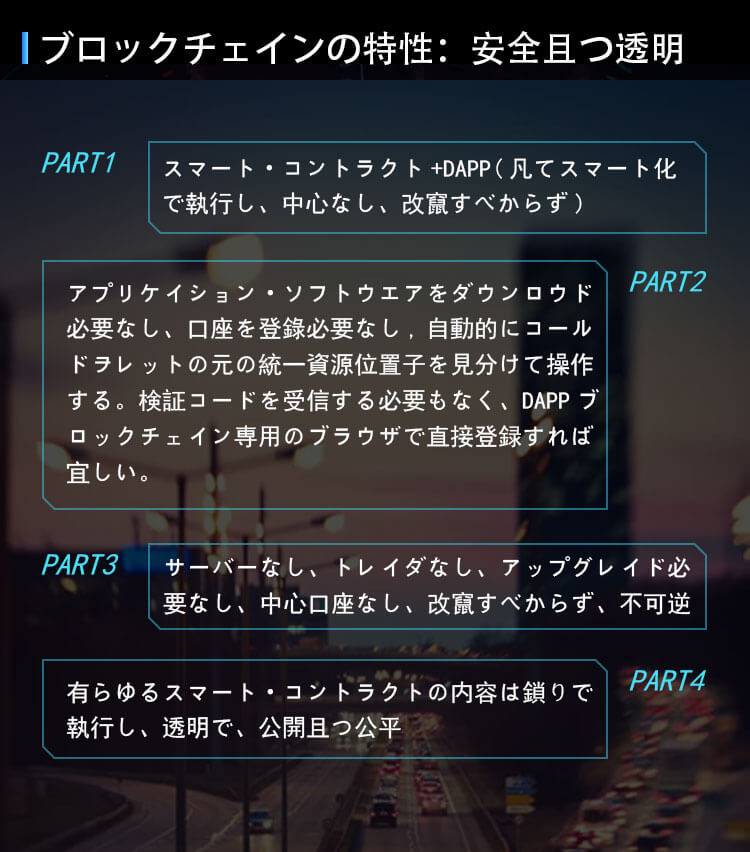 ブロックチェインの特性：安全且つ透明
PART1
スマート・コントラクト+DAPP(凡てスマート化
で執行し、中心なし、改竄すべからず)
PART2
アプリケイション・ソフトウエアをダウンロウド
必要なし、口座を登錄必要なし, 自動的にコール
ドヲレットの元の統一資源位置子を見分けて操作
する。検証コードを受信する必要もなく、DAPP ブ
ロックチェイン専用のブラウザで直接登録すれば
宜しい。
PART3
サーバーなし、トレイダなし、アップグレイド必
要なし、中心口座なし、改竄すべからず、不可逆
PART4
有らゆるスマート・コントラクトの内容は鎖りで
執行し、透明で、公開且つ公平